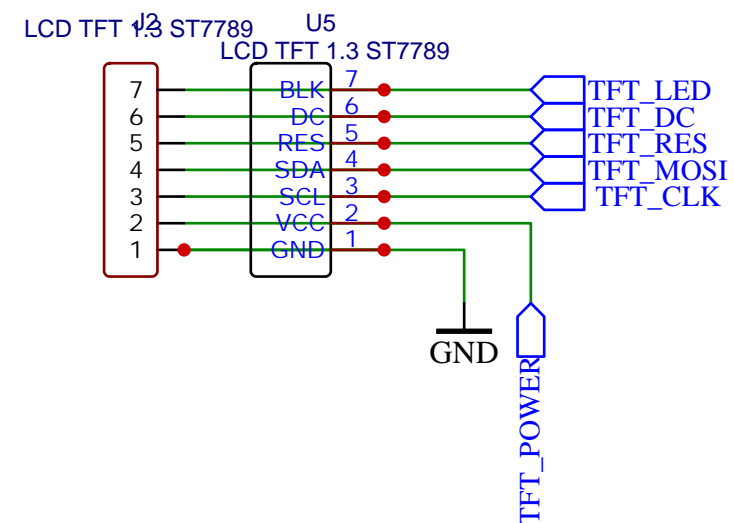 J2
LCD TFT 1.3 ST7789
U5
LCD TFT 1.3 ST7789
7 BLK 7 TFT_LED
6 DC 6 TFT_DC
5 RES 5 TFT_RES
4 SDA 4 TFT_MOSI
3 SCL 3 TFT_CLK
2 VCC 2
1 GND 1
GND
TFT_POWER